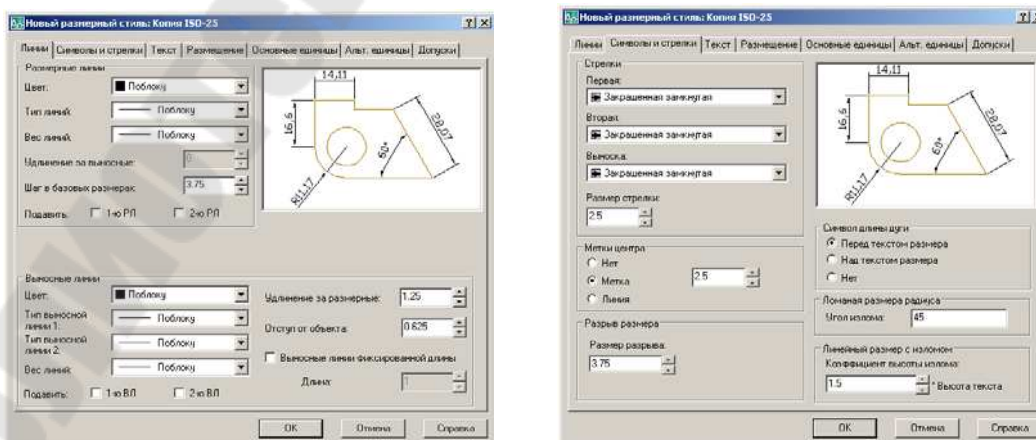 Новый размерный стиль: Копия ISO-25
Линии Символы и стрелки Текст Размещение Основные единицы Альт. единицы Допуски
Размерные линии
Цвет: Поблоку
Тип линий: Поблоку
Вес линий: Поблоку
Удлинение за выносные: 0
Шаг в базовых размерах: 3.75
Подавить: 1-ю РЛ 2-ю РЛ
14,11
16,6
28,07
60°
R11,17
Выносные линии
Цвет: Поблоку
Тип выносной линии 1: Поблоку
Тип выносной линии 2: Поблоку
Вес линий: Поблоку
Подавить: 1-ю ВЛ 2-ю ВЛ
Удлинение за размерные: 1.25
Отступ от объекта: 0.625
Выносные линии фиксированной длины
Длина: 1
OK Отмена Справка
Новый размерный стиль: Копия ISO-25
Линии Символы и стрелки Текст Размещение Основные единицы Альт. единицы Допуски
Стрелки
Первая:
Закрашенная замкнутая
Вторая:
Закрашенная замкнутая
Выноска:
Закрашенная замкнутая
Размер стрелки:
2.5
14,11
16,6
28,07
60°
R11,17
Метки центра
Нет
Метка 2.5
Линия
Разрыв размера
Размер разрыва:
3.75
Символ длины дуги
Перед текстом размера
Над текстом размера
Нет
Ломаная размера радиуса
Угол излома: 45
Линейный размер с изломом
Коэффициент высоты излома:
1.5 * Высота текста
OK Отмена Справка